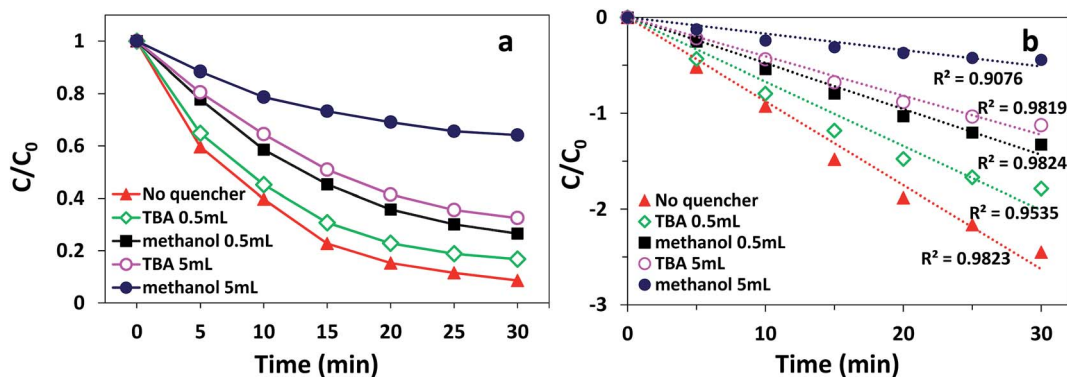 a
1
0.8
0.6
0.4
0.2
0
C/C₀
No quencher
TBA 0.5mL
methanol 0.5mL
TBA 5mL
methanol 5mL
0 5 10 15 20 25 30
Time (min)
b
0
-1
-2
-3
C/C₀
R² = 0.9076
R² = 0.9819
R² = 0.9824
R² = 0.9535
R² = 0.9823
No quencher
TBA 0.5mL
methanol 0.5mL
TBA 5mL
methanol 5mL
0 10 20 30
Time (min)